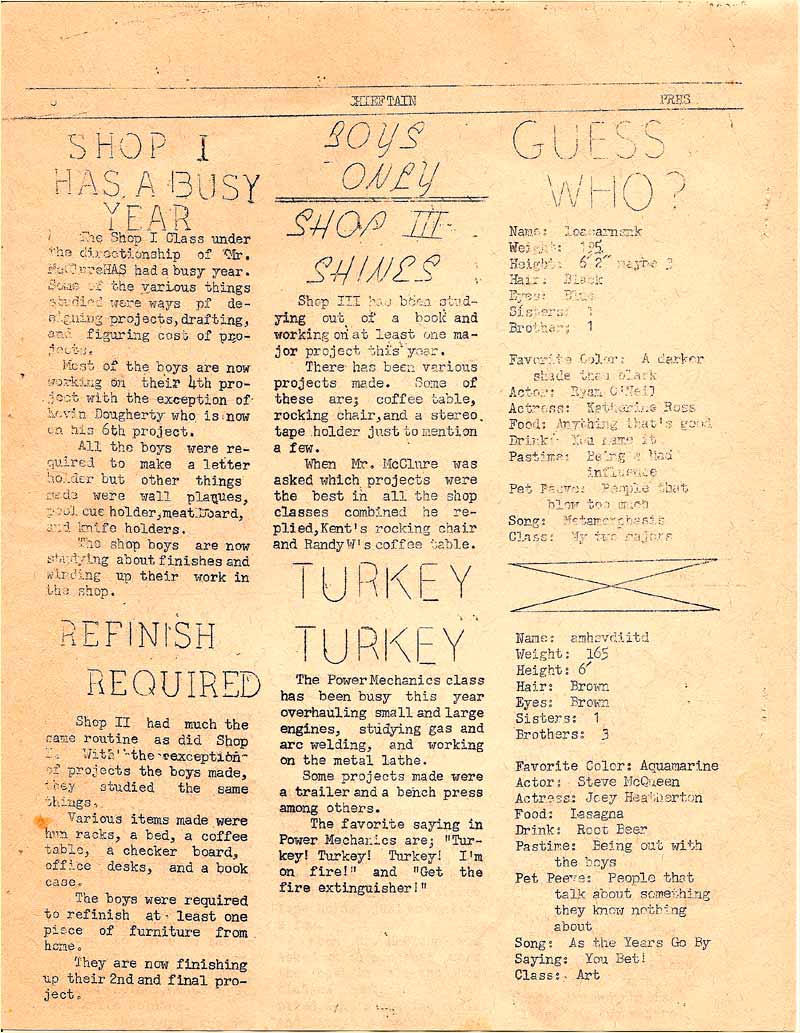 CHIEFTAIN
PRES
SHOP I
HAS A BUSY
YEAR
The Shop I Class under
the directionship of Mr.
McClureHAS had a busy year.
Some of the various things
studied were ways pf de-
signing projects,drafting,
and figuring cost of pro-
jects.
Most of the boys are now
working on their 4th pro-
ject with the exception of
Kevin Dougherty who is now
on his 6th project.
All the boys were re-
quired to make a letter
holder but other things
made were wall plaques,
pool cue holder,meat board,
and knife holders.
The shop boys are now
studying about finishes and
winding up their work in
the shop.
REFINISH
REQUIRED
Shop II had much the
same routine as did Shop
With the exception
of projects the boys made,
they studied the same
things.
Various items made were
gun racks, a bed, a coffee
table, a checker board,
office desks, and a book
case.
The boys were required
to refinish at least one
piece of furniture from
home.
They are now finishing
up their 2nd and final pro-
ject.
BOYS
ONLY
SHOP III
SHINES
Shop III has been stud-
ying out of a book and
working on at least one ma-
jor project this year.
There has been various
projects made. Some of
these are; coffee table,
rocking chair,and a stereo
tape holder just to mention
a few.
When Mr. McClure was
asked which projects were
the best in all the shop
classes combined he re-
plied,Kent's rocking chair
and Randy W's coffee table.
TURKEY
TURKEY
The Power Mechanics class
has been busy this year
overhauling small and large
engines, studying gas and
arc welding, and working
on the metal lathe.
Some projects made were
a trailer and a bench press
among others.
The favorite saying in
Power Mechanics are; "Tur-
key! Turkey! Turkey! I'm
on fire!" and "Get the
fire extinguisher!"
GUESS
WHO?
Name:
Weight: 195
Height: 6'2" maybe 3
Hair: Black
Eyes: Blue
Sisters: 1
Brother: 1
Favorite Color: A darker
shade than black
Actor: Ryan O'Neil
Actress: Katharine Ross
Food: Anything that's good
Drink: You name it
Pastime: Being a bad
influence
Pet Peeve: People that
blow too much
Song: Metamorphasis
Class: My two majors
Name: amhsvdiitd
Weight: 165
Height: 6'
Hair: Brown
Eyes: Brown
Sisters: 1
Brothers: 3
Favorite Color: Aquamarine
Actor: Steve McQueen
Actress: Joey Heatherton
Food: Lasagna
Drink: Root Beer
Pastime: Being out with
the boys
Pet Peeve: People that
talk about something
they know nothing
about
Song: As the Years Go By
Saying: You Bet!
Class: Art